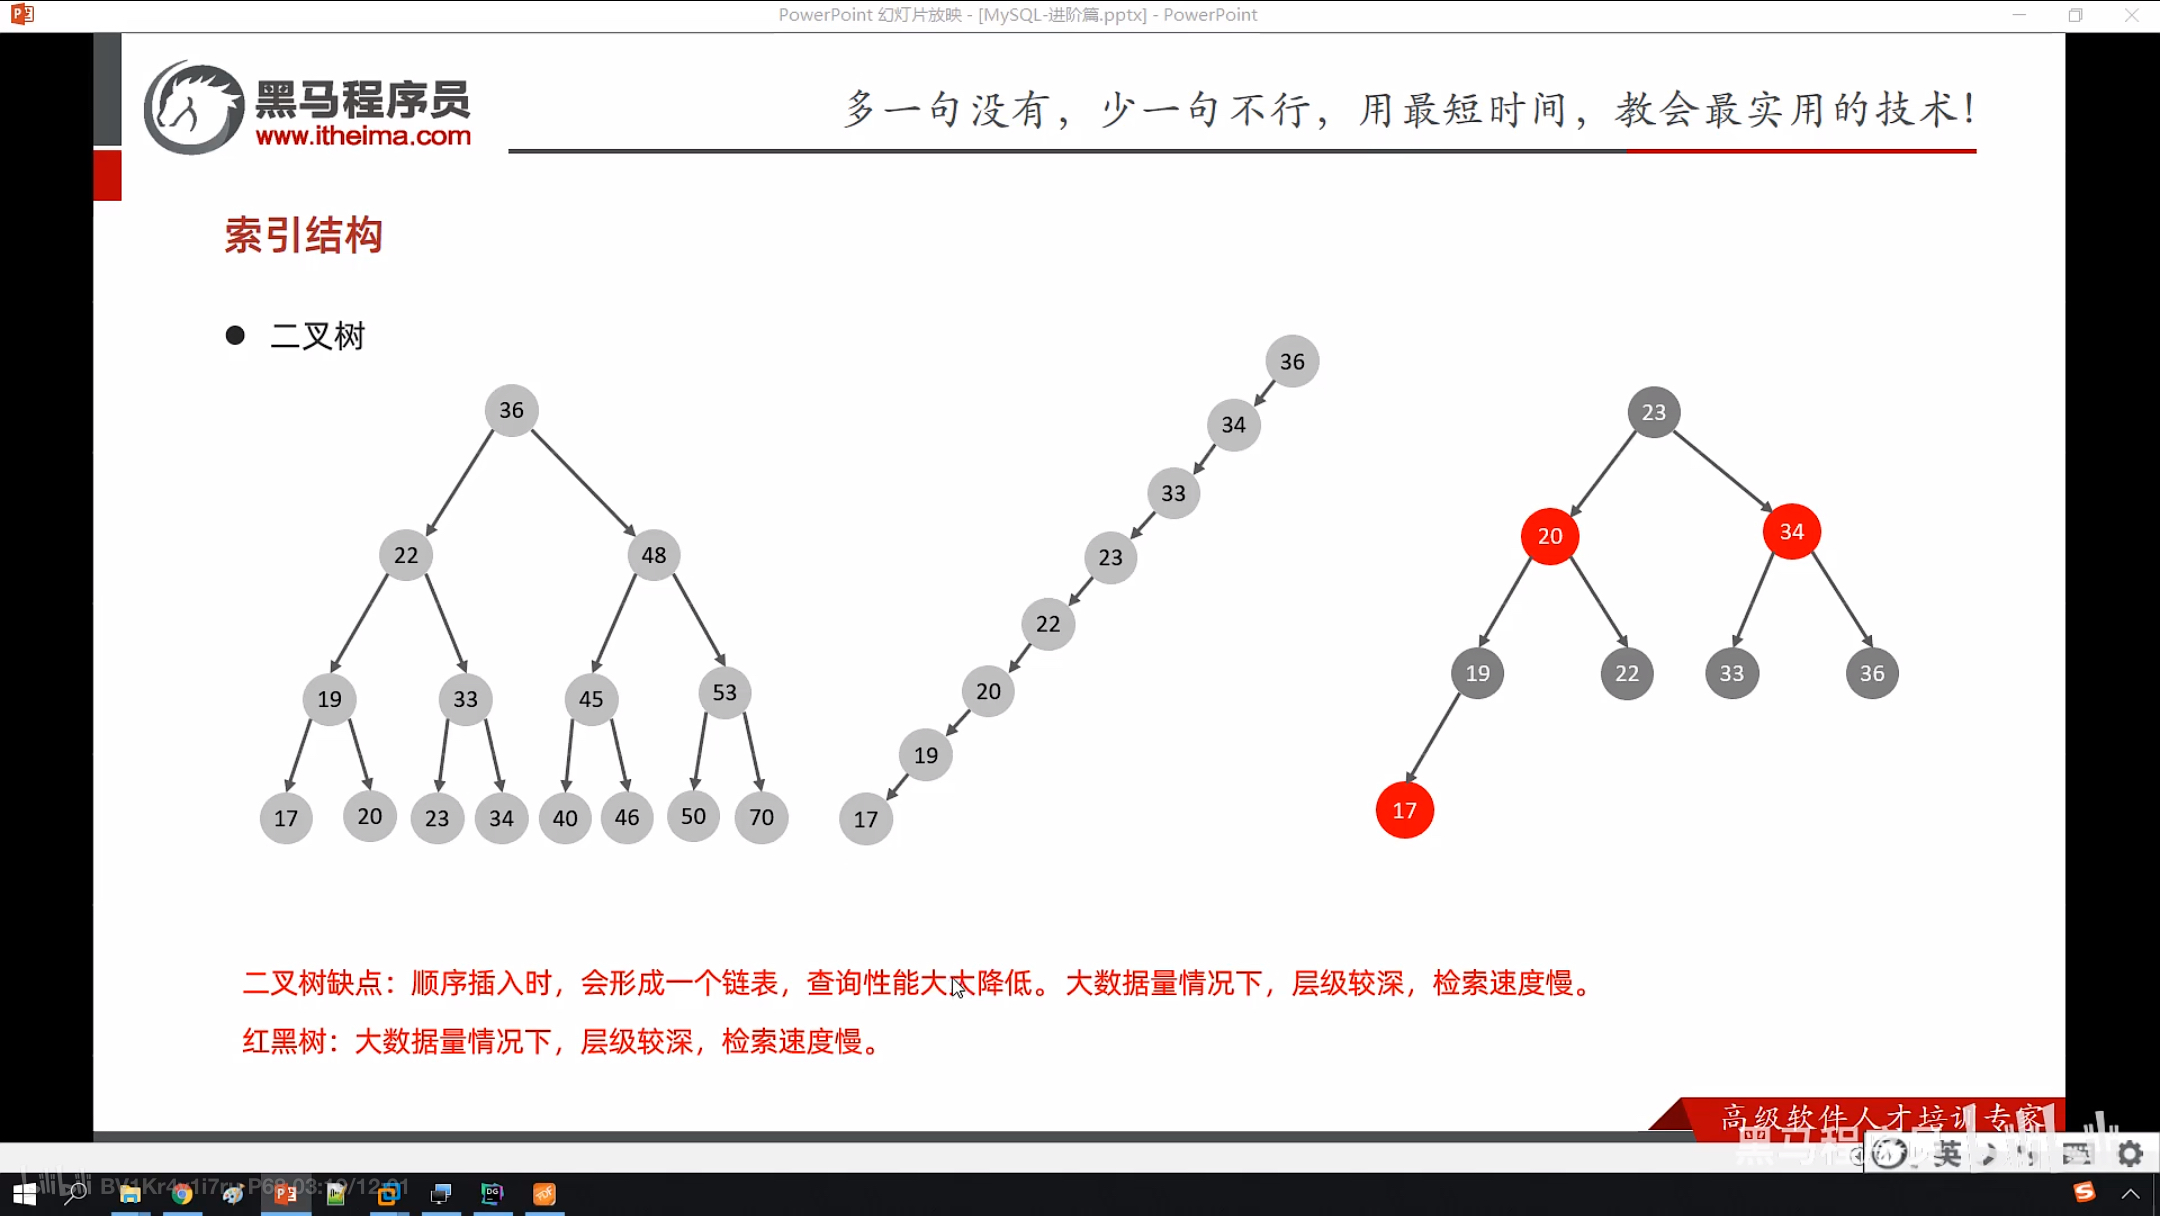 PowerPoint 幻灯片放映 - [MySQL-进阶篇.pptx] - PowerPoint
黑马程序员
www.itheima.com
多一句没有，少一句不行，用最短时间，教会最实用的技术！
索引结构
● 二叉树
36
22 48
19 33 45 53
17 20 23 34 40 46 50 70
36
34
33
23
22
20
19
17
23
20 34
19 22 33 36
17
二叉树缺点：顺序插入时，会形成一个链表，查询性能大大降低。大数据量情况下，层级较深，检索速度慢。
红黑树：大数据量情况下，层级较深，检索速度慢。
高级软件人才培训专家
黑马程序员
英
bilibili
P68 03:19/12:01